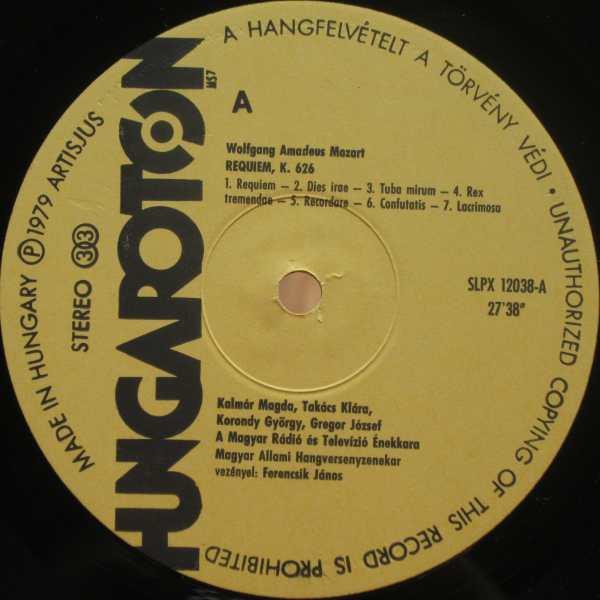 A HANGFELVÉTELT A TÖRVÉNY VÉDI • UNAUTHORIZED COPYING OF THIS RECORD IS PROHIBITED
MADE IN HUNGARY Ⓟ 1979 ARTISJUS
STEREO 303
HUNGAROTON
MS7
A
Wolfgang Amadeus Mozart
REQUIEM, K. 626
1. Requiem — 2. Dies irae — 3. Tuba mirum — 4. Rex
tremendae — 5. Recordare — 6. Confutatis — 7. Lacrimosa
SLPX 12038-A
27'38"
Kalmár Magda, Takács Klára,
Korondy György, Gregor József
A Magyar Rádió és Televízió Énekkara
Magyar Állami Hangversenyzenekar
vezényel: Ferencsik János